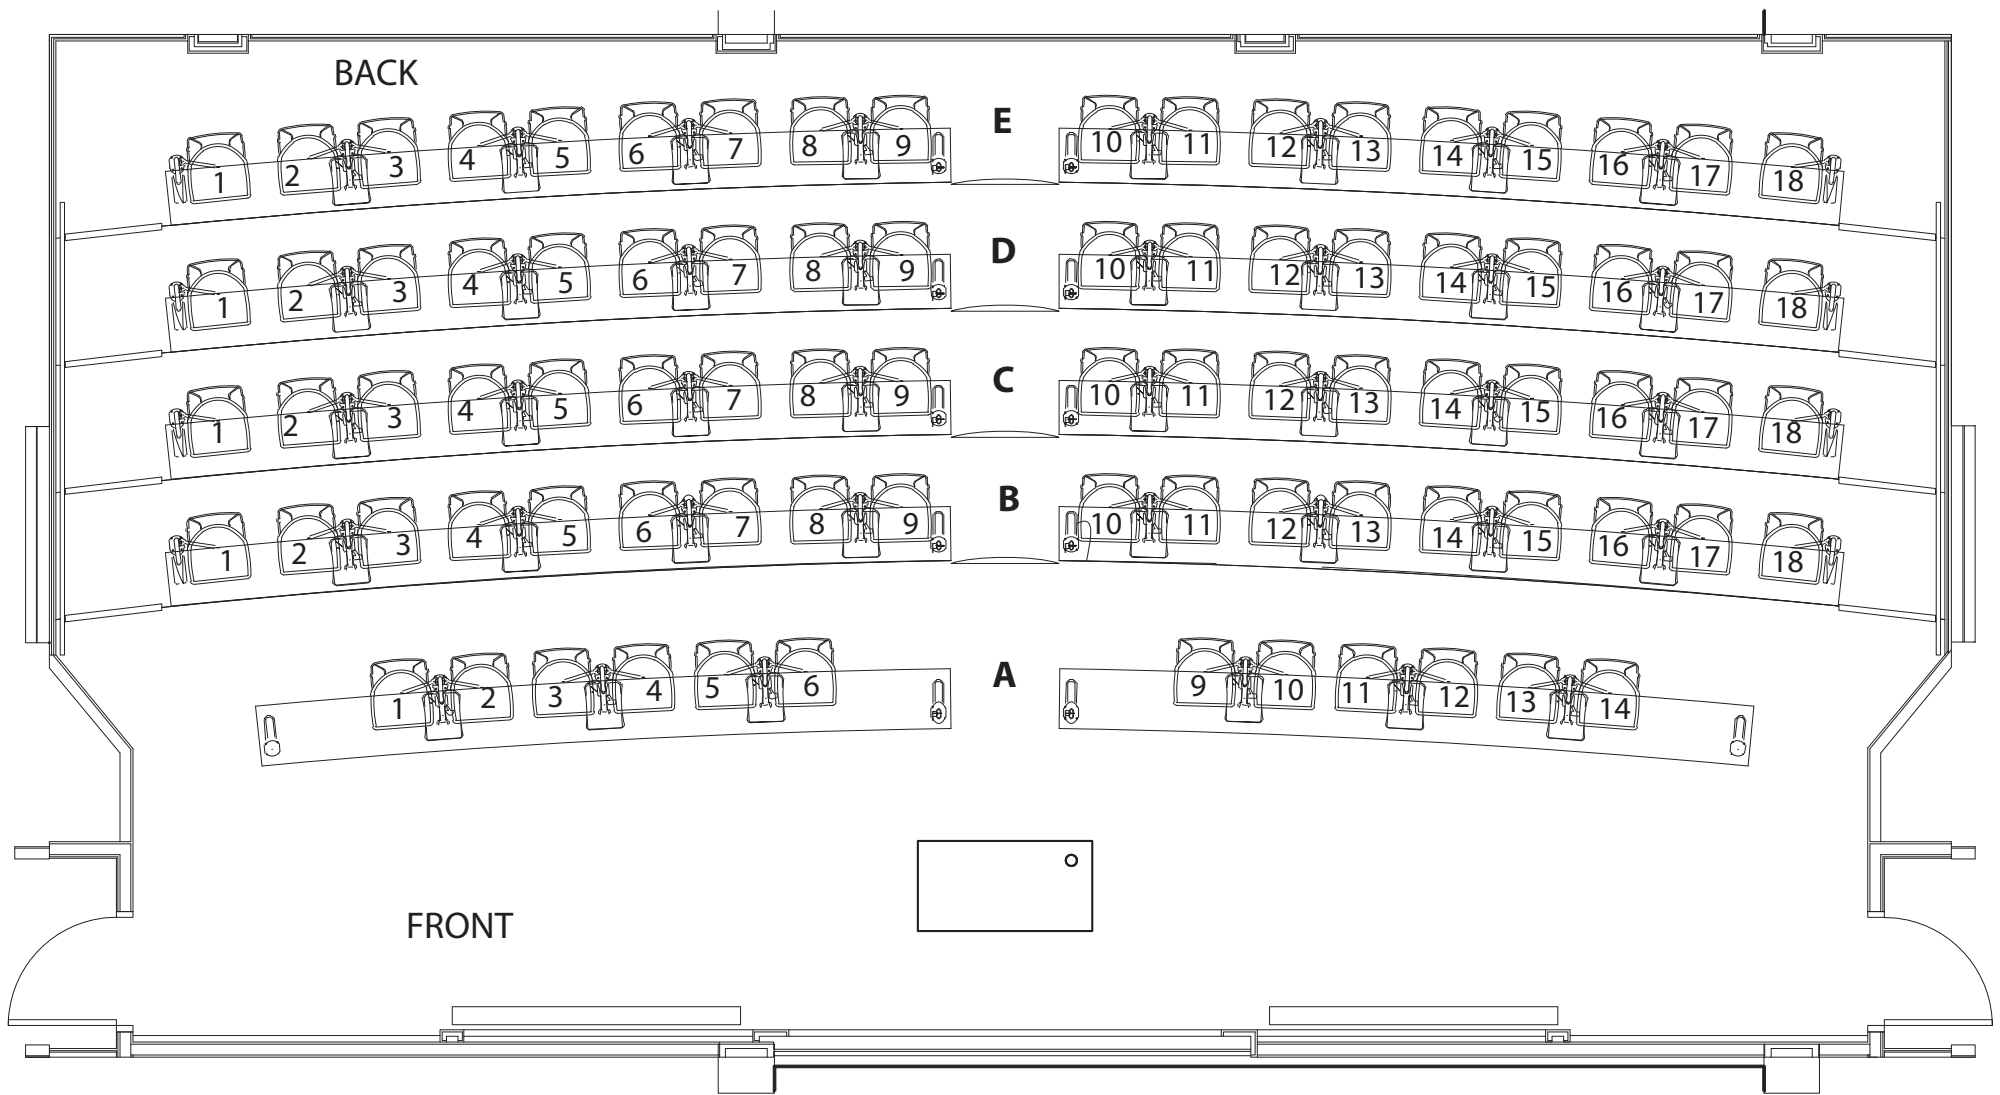 BACK
1 2 3 4 5 6 7 8 9 E 10 11 12 13 14 15 16 17 18
1 2 3 4 5 6 7 8 9 D 10 11 12 13 14 15 16 17 18
1 2 3 4 5 6 7 8 9 C 10 11 12 13 14 15 16 17 18
1 2 3 4 5 6 7 8 9 B 10 11 12 13 14 15 16 17 18
1 2 3 4 5 6 A 9 10 11 12 13 14
FRONT